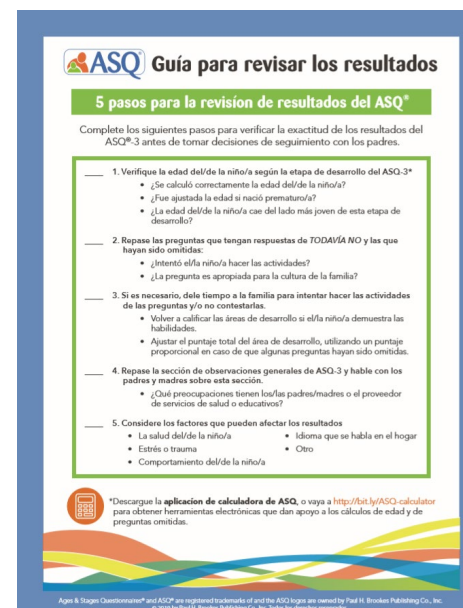 ASQ Guía para revisar los resultados
5 pasos para la revisión de resultados del ASQ®
Complete los siguientes pasos para verificar la exactitud de los resultados del
ASQ®-3 antes de tomar decisiones de seguimiento con los padres.
____ 1. Verifique la edad del/de la niño/a según la etapa de desarrollo del ASQ-3*
• ¿Se calculó correctamente la edad del/de la niño/a?
• ¿Fue ajustada la edad si nació prematuro/a?
• ¿La edad del/de la niño/a cae del lado más joven de esta etapa de
desarrollo?
____ 2. Repase las preguntas que tengan respuestas de TODAVÍA NO y las que
hayan sido omitidas:
• ¿Intentó el/la niño/a hacer las actividades?
• ¿La pregunta es apropiada para la cultura de la familia?
____ 3. Si es necesario, dele tiempo a la familia para intentar hacer las actividades
de las preguntas y/o no contestarlas.
• Volver a calificar las áreas de desarrollo si el/la niño/a demuestra las
habilidades.
• Ajustar el puntaje total del área de desarrollo, utilizando un puntaje
proporcional en caso de que algunas preguntas hayan sido omitidas.
____ 4. Repase la sección de observaciones generales de ASQ-3 y hable con los
padres y madres sobre esta sección.
• ¿Qué preocupaciones tienen los/las padres/madres o el proveedor
de servicios de salud o educativos?
____ 5. Considere los factores que pueden afectar los resultados
• La salud del/de la niño/a
• Estrés o trauma
• Comportamiento del/de la niño/a
• Idioma que se habla en el hogar
• Otro
*Descargue la aplicacíon de calculadora de ASQ, o vaya a http://bit.ly/ASQ-calculator
para obtener herramientas electrónicas que dan apoyo a los cálculos de edad y de
preguntas omitidas.
Ages & Stages Questionnaires® and ASQ® are registered trademarks of and the ASQ logos are owned by Paul H. Brookes Publishing Co., Inc.